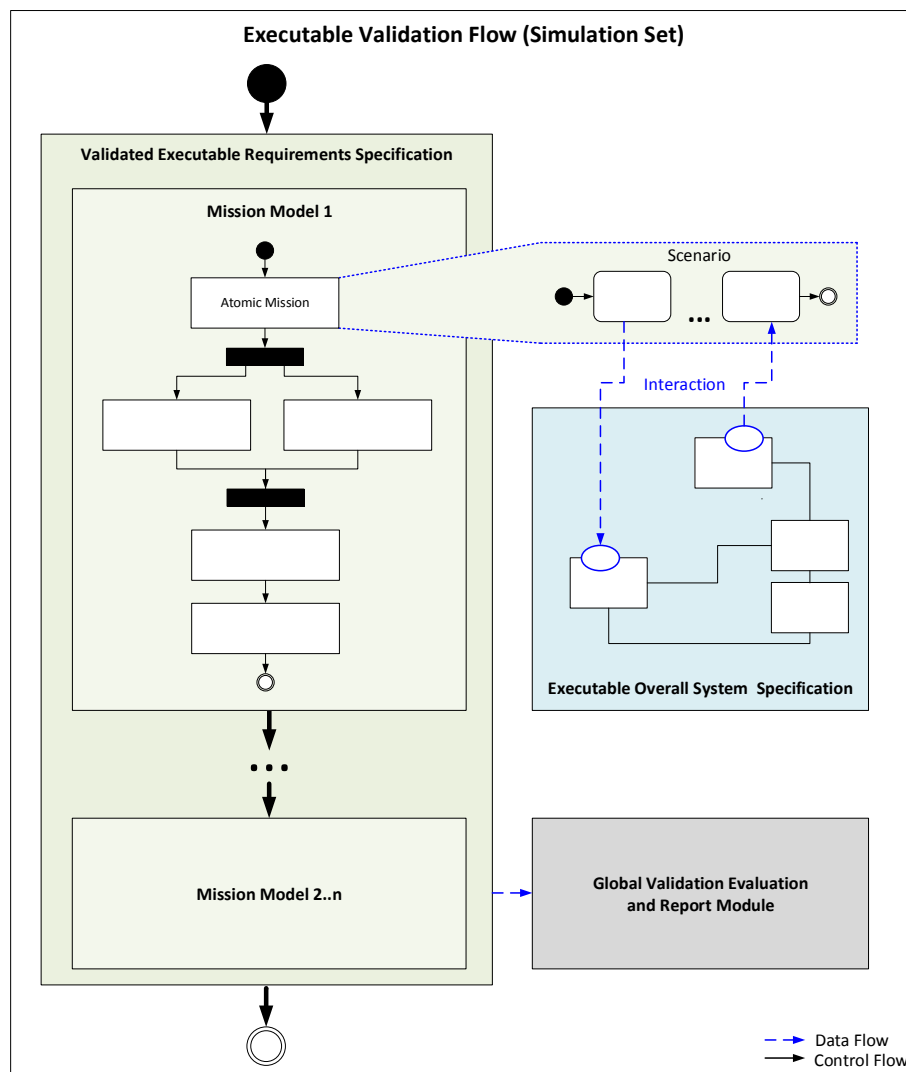 Executable Validation Flow (Simulation Set)
Validated Executable Requirements Specification
Mission Model 1
Atomic Mission
Scenario
...
Interaction
Executable Overall System Specification
...
Mission Model 2..n
Global Validation Evaluation
and Report Module
Data Flow
Control Flow